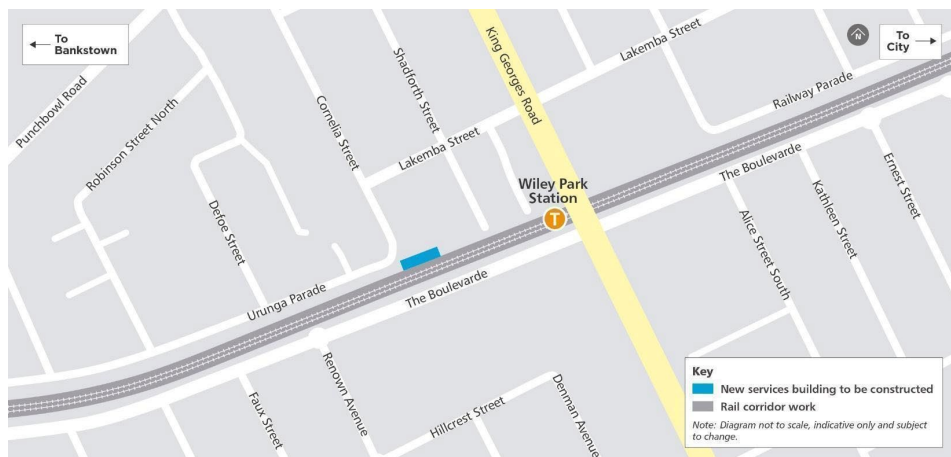 To
Bankstown
To
City
N
Punchbowl Road
Robinson Street North
Defoe Street
Cornelia Street
Shadforth Street
King Georges Road
Lakemba Street
Lakemba Street
Railway Parade
Wiley Park
Station
T
The Boulevarde
Ernest Street
Kathleen Street
Alice Street South
Urunga Parade
The Boulevarde
Renown Avenue
Faux Street
Hillcrest Street
Denman Avenue
Key
New services building to be constructed
Rail corridor work
Note: Diagram not to scale, indicative only and subject
to change.